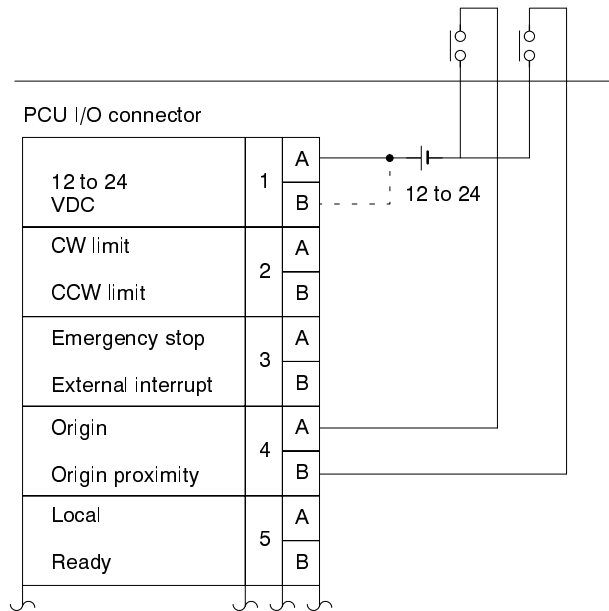 PCU I/O connector
12 to 24
VDC
1
A
B
12 to 24
CW limit
CCW limit
2
A
B
Emergency stop
External interrupt
3
A
B
Origin
Origin proximity
4
A
B
Local
Ready
5
A
B